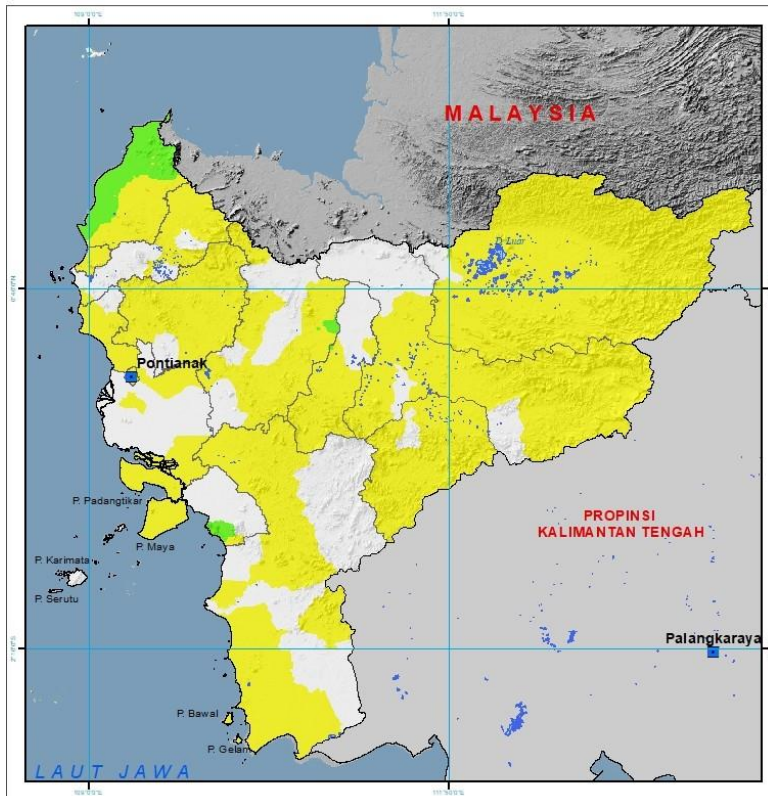 MALAYSIA
Pontianak
P. Padangtikar
P. Maya
P. Karimata
P. Serutu
PROPINSI
KALIMANTAN TENGAH
Palangkaraya
P. Bawal
P. Gelam
LAUT JAWA